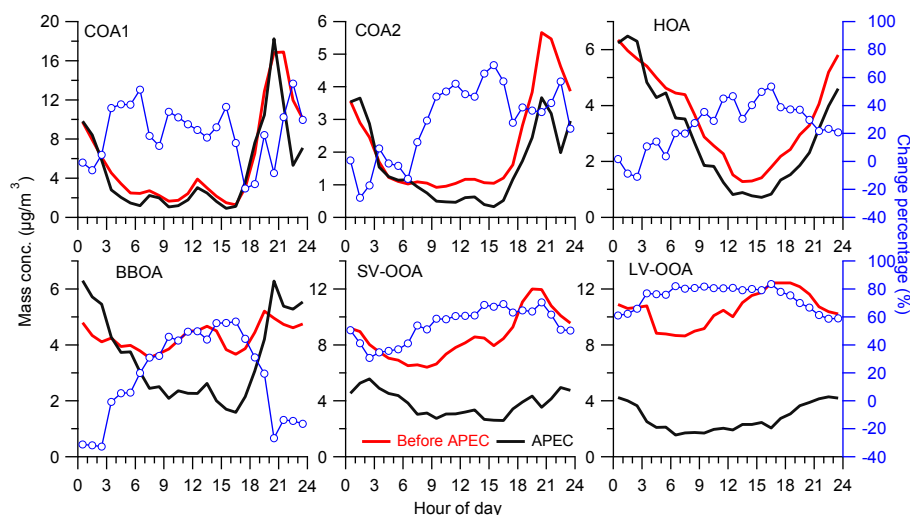 COA1
COA2
HOA
20
16
12
8
4
0
6
5
4
3
2
1
0
6
4
2
0
100
80
60
40
20
0
-20
-40
0 3 6 9 12 15 18 21 24
0 3 6 9 12 15 18 21 24
0 3 6 9 12 15 18 21 24
Mass conc. (µg/m³)
Change percentage (%)
BBOA
SV-OOA
LV-OOA
8
6
4
2
0
12
8
4
0
12
8
4
0
100
80
60
40
20
0
-20
-40
Before APEC APEC
0 3 6 9 12 15 18 21 24
0 3 6 9 12 15 18 21 24
0 3 6 9 12 15 18 21 24
Hour of day